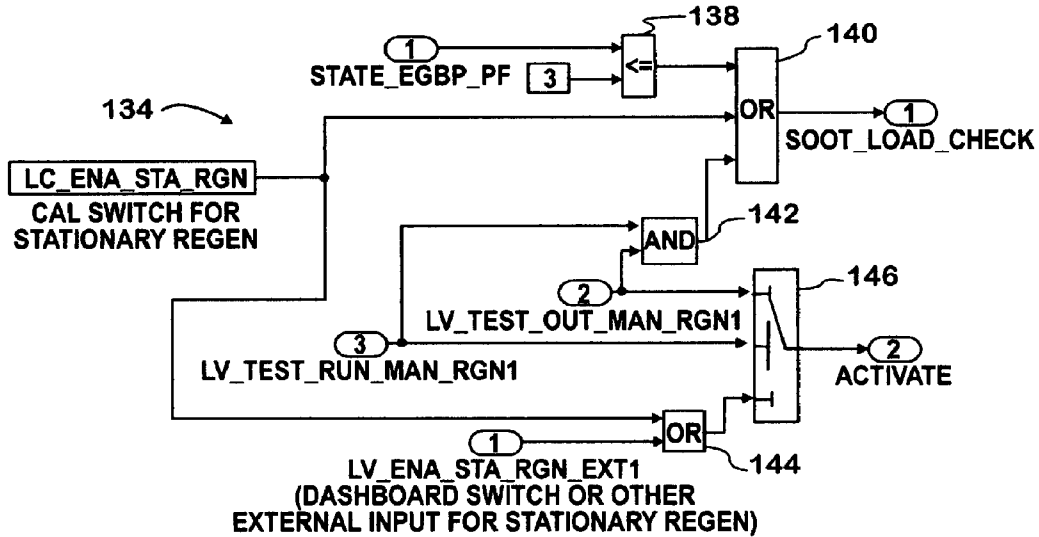 138
140
1
STATE_EGBP_PF
3
<=
OR
1
SOOT_LOAD_CHECK
134
LC_ENA_STA_RGN
CAL SWITCH FOR
STATIONARY REGEN
142
AND
146
2
LV_TEST_OUT_MAN_RGN1
3
LV_TEST_RUN_MAN_RGN1
2
ACTIVATE
OR
144
1
LV_ENA_STA_RGN_EXT1
(DASHBOARD SWITCH OR OTHER
EXTERNAL INPUT FOR STATIONARY REGEN)